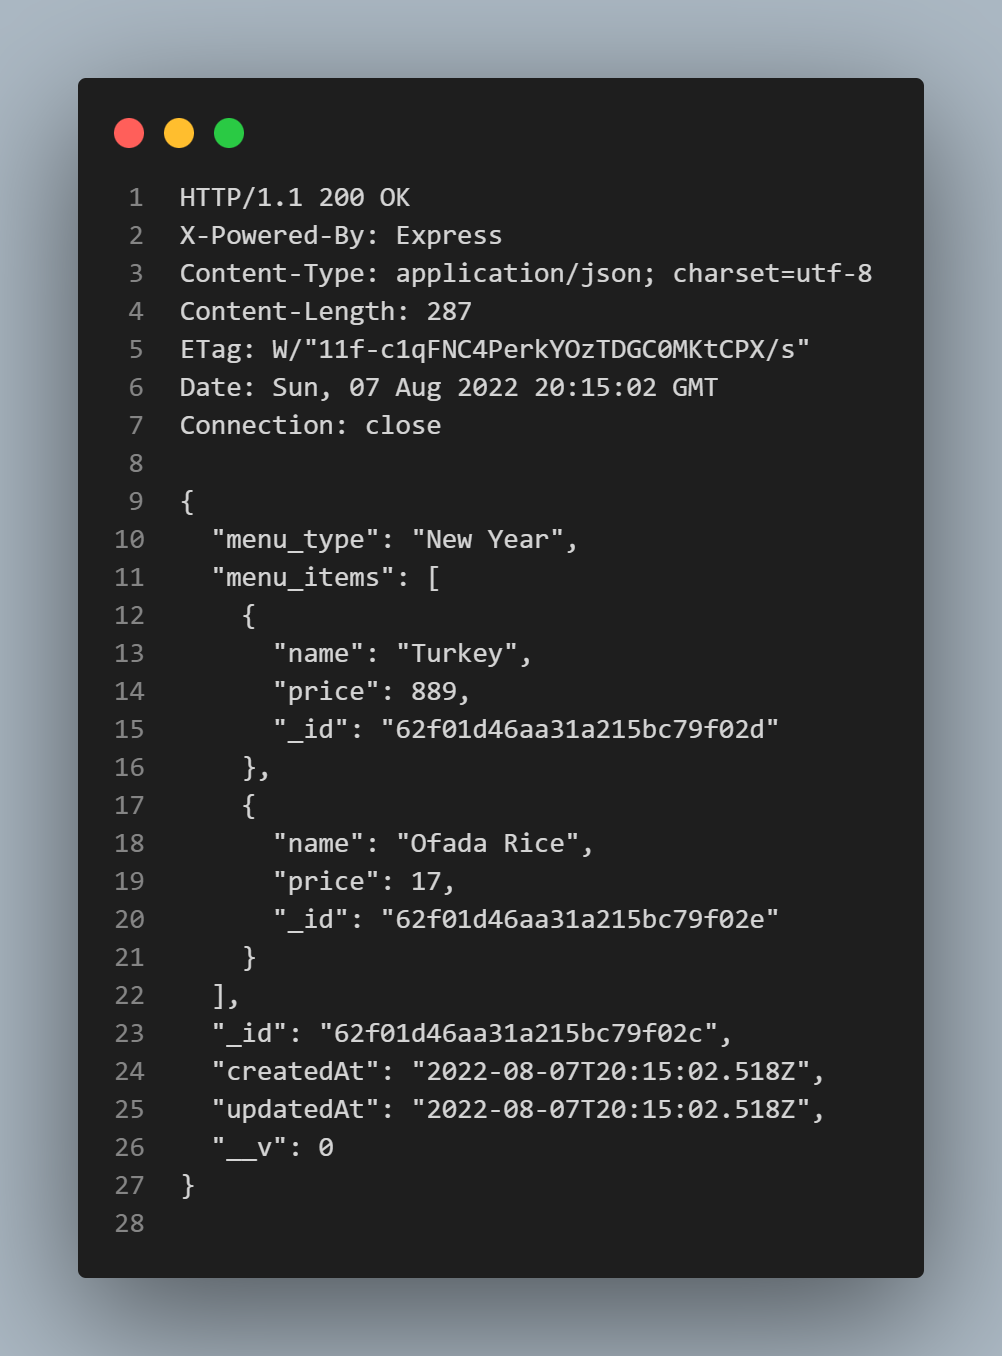 1 HTTP/1.1 200 OK
2 X-Powered-By: Express
3 Content-Type: application/json; charset=utf-8
4 Content-Length: 287
5 ETag: W/"11f-c1qFNC4PerkYOzTDGC0MKtCPX/s"
6 Date: Sun, 07 Aug 2022 20:15:02 GMT
7 Connection: close
8
9 {
10   "menu_type": "New Year",
11   "menu_items": [
12     {
13       "name": "Turkey",
14       "price": 889,
15       "_id": "62f01d46aa31a215bc79f02d"
16     },
17     {
18       "name": "Ofada Rice",
19       "price": 17,
20       "_id": "62f01d46aa31a215bc79f02e"
21     }
22   ],
23   "_id": "62f01d46aa31a215bc79f02c",
24   "createdAt": "2022-08-07T20:15:02.518Z",
25   "updatedAt": "2022-08-07T20:15:02.518Z",
26   "__v": 0
27 }
28